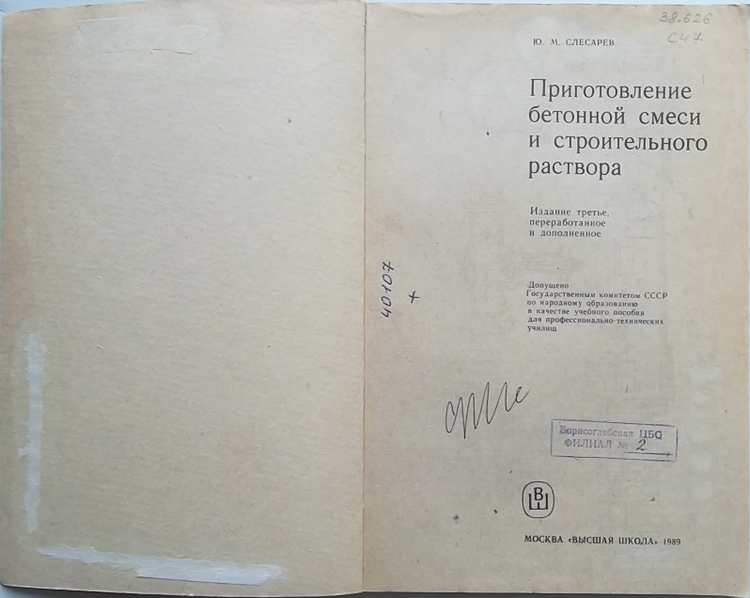 38.626
С47
Ю. М. СЛЕСАРЕВ
Приготовление
бетонной смеси
и строительного
раствора
Издание третье,
переработанное
и дополненное
40107
+
Допущено
Государственным комитетом СССР
по народному образованию
в качестве учебного пособия
для профессионально-технических
училищ
Борисоглебская ЦБС
ФИЛИАЛ № 2
ВШ
МОСКВА «ВЫСШАЯ ШКОЛА» 1989